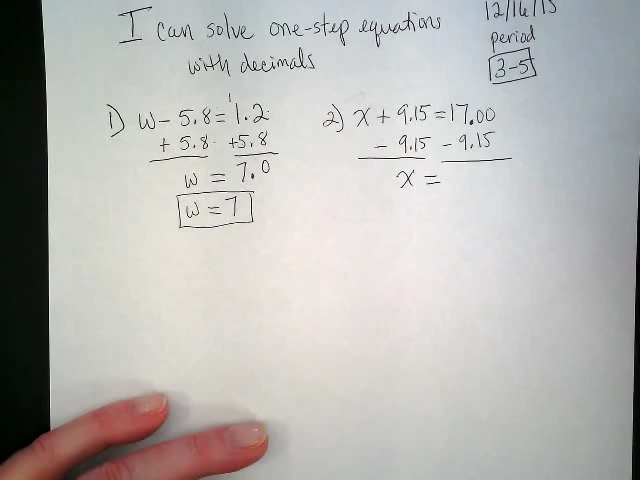 I can solve one-step equations
with decimals
12/16/15
period
3-5
1) w - 5.8 = 1.2
1
+ 5.8 +5.8
w = 7.0
w = 7
2) x + 9.15 = 17.00
- 9.15 - 9.15
x =